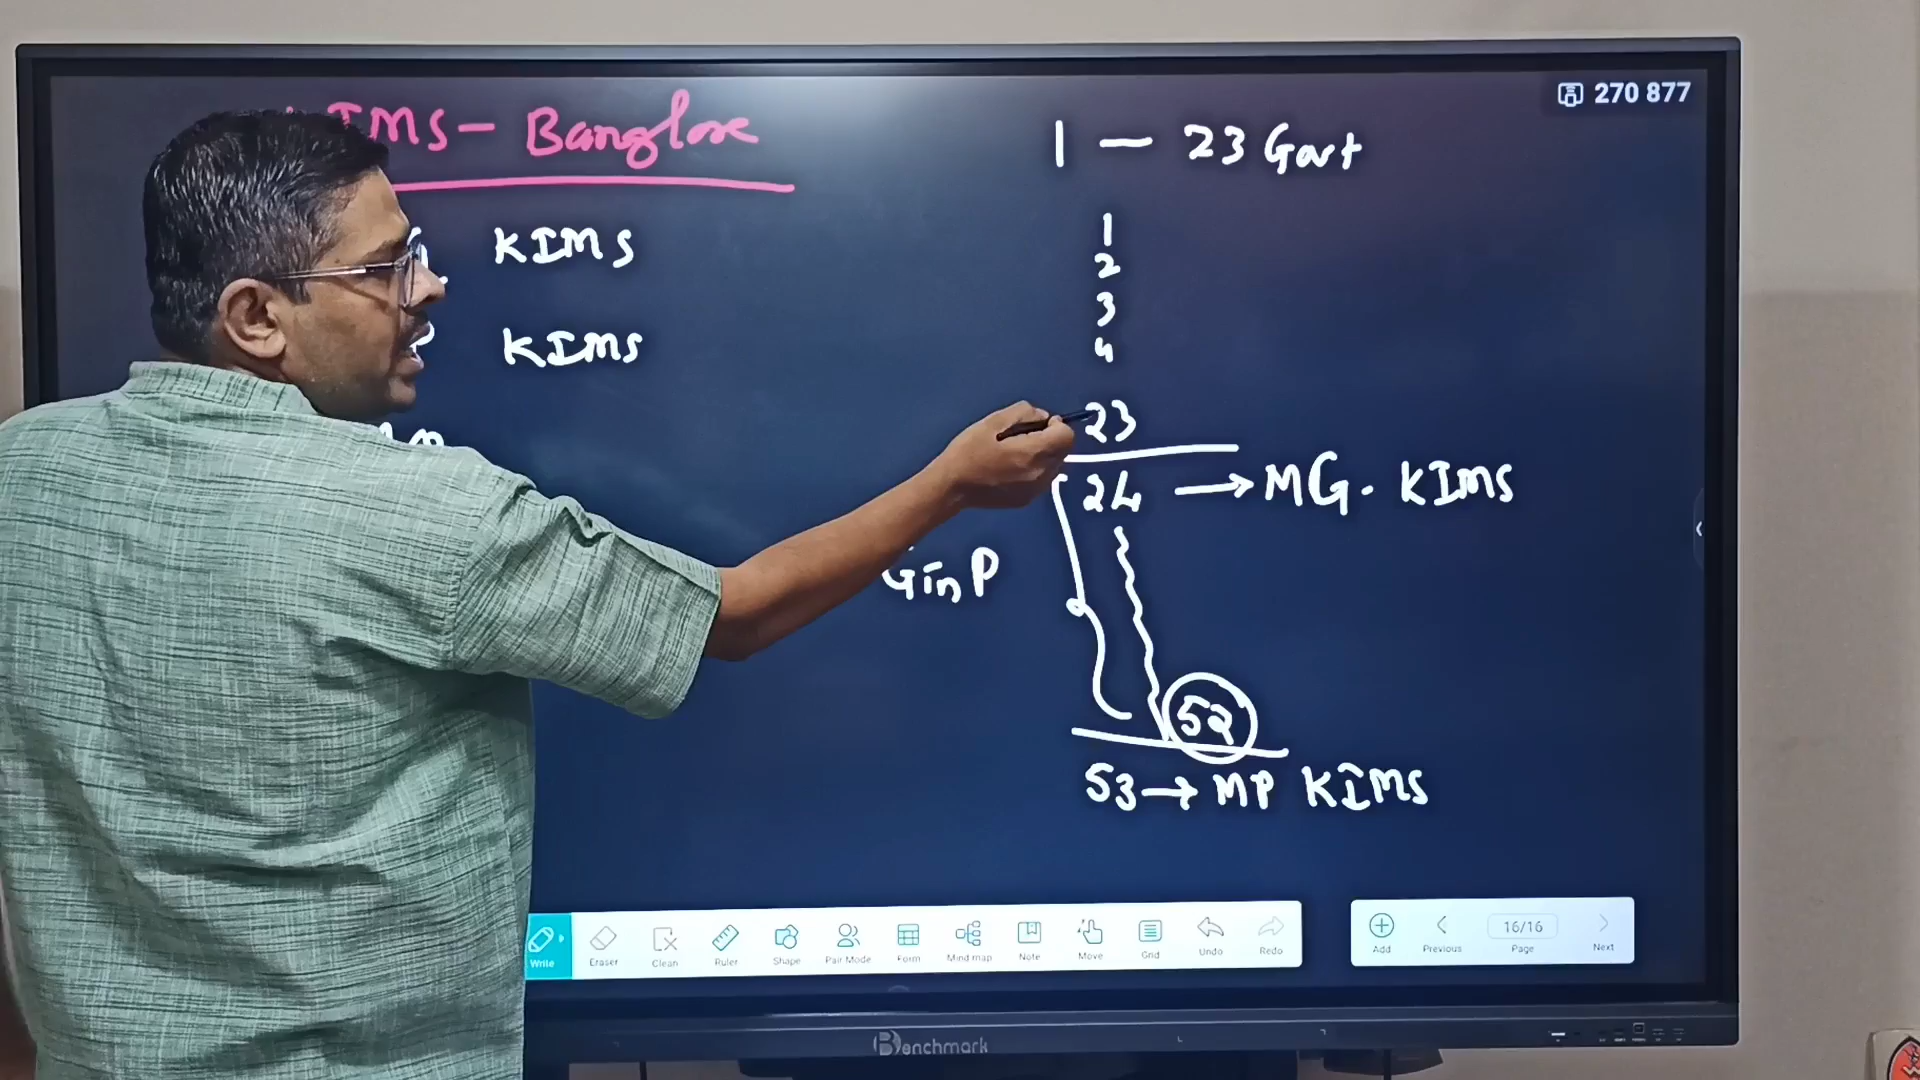 KIMS - Banglore
KIMS
KIMS
GinP
270 877
1 — 23 Govt
1
2
3
4
23
24 → MG. KIMS
52
53 → MP KIMS
Write
Eraser
Clean
Ruler
Shape
Pair Mode
Form
Mind map
Note
Move
Grid
Undo
Redo
Add
Previous
16/16
Page
Next
Benchmark